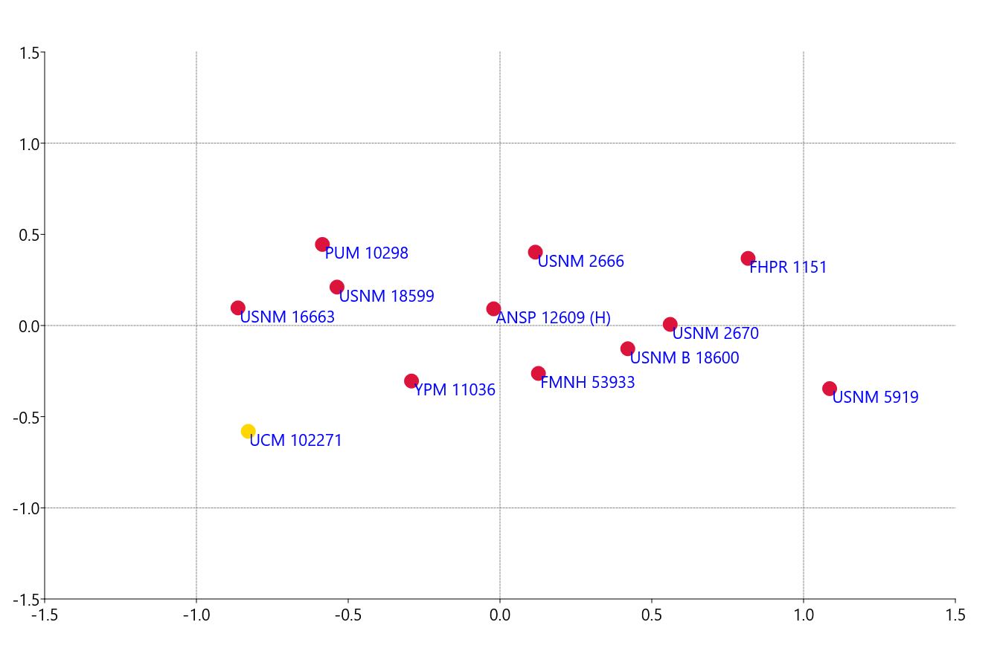 1.5
1.0
0.5
PUM 10298
USNM 2666
FHPR 1151
USNM 18599
USNM 16663
ANSP 12609 (H)
0.0
USNM 2670
USNM B 18600
FMNH 53933
YPM 11036
USNM 5919
-0.5
UCM 102271
-1.0
-1.5
-1.5 -1.0 -0.5 0.0 0.5 1.0 1.5